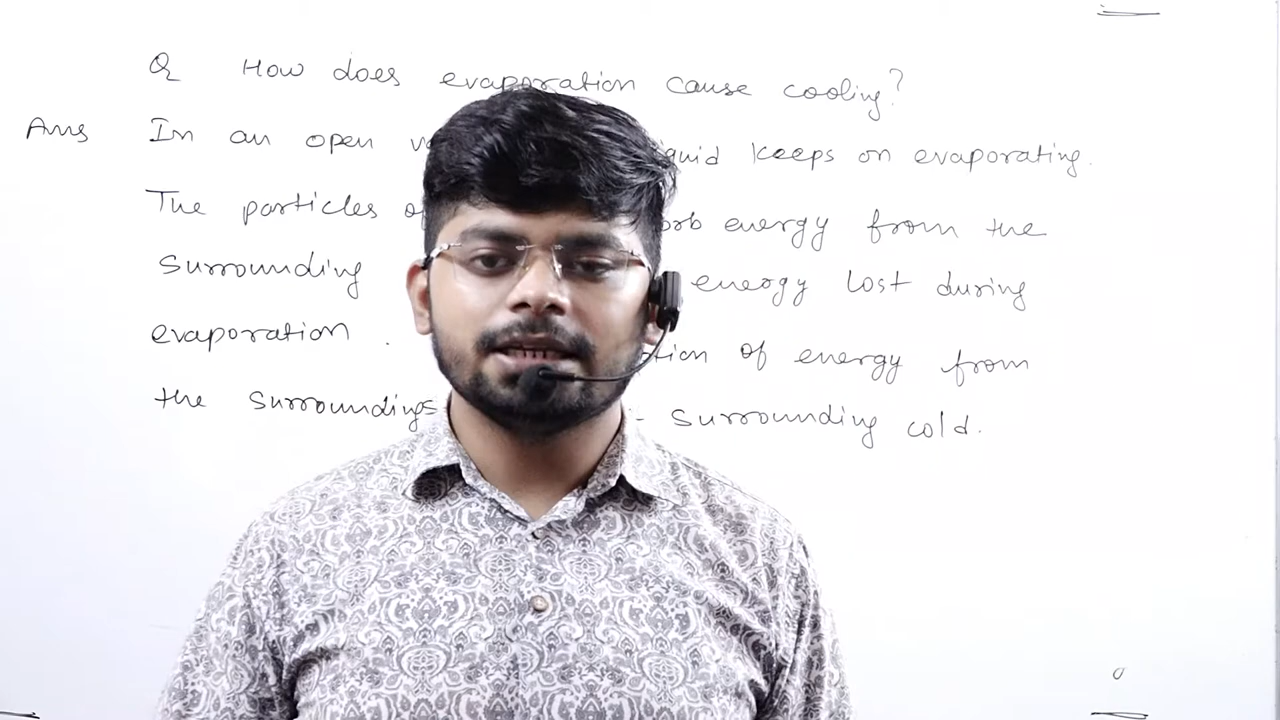 Q How does evaporation cause cooling?
Ans In an open liquid keeps on evaporating.
The particles energy from the
surrounding energy lost during
evaporation . of energy from
the surroundings surrounding cold.